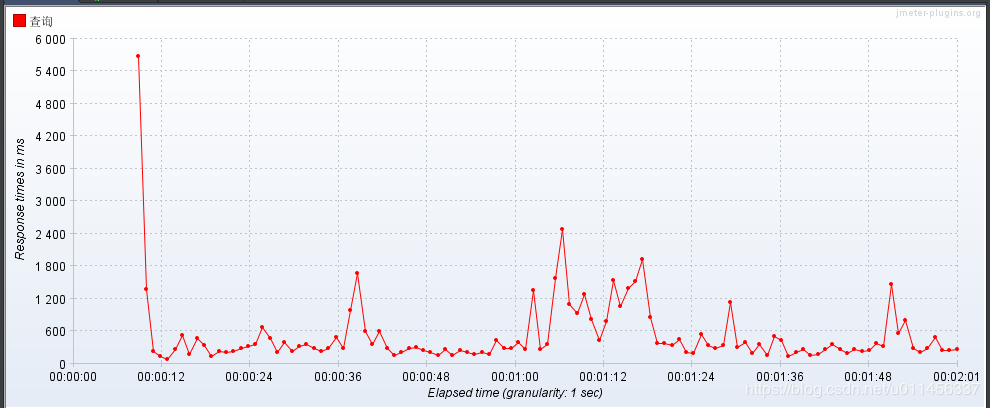 jmeter-plugins.org
查询
6 000
5 400
4 800
4 200
3 600
3 000
2 400
1 800
1 200
600
0
Response times in ms
00:00:00 00:00:12 00:00:24 00:00:36 00:00:48 00:01:00 00:01:12 00:01:24 00:01:36 00:01:48 00:02:01
Elapsed time (granularity: 1 sec)
https://blog.csdn.net/u011456337